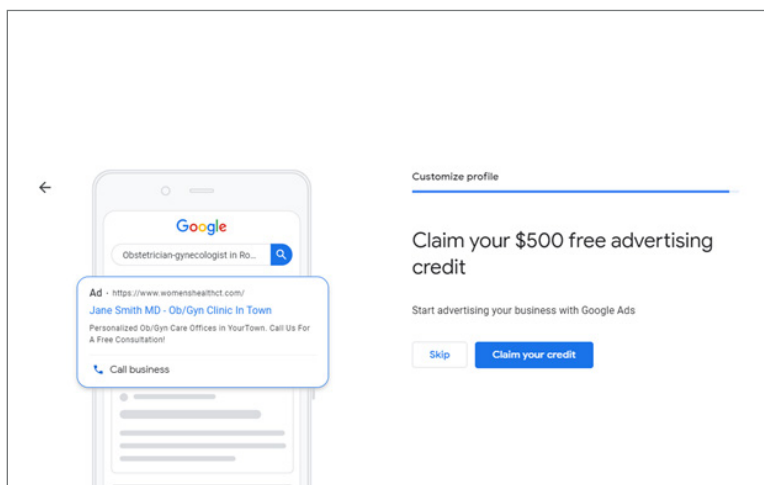 Google
Obstetrician-gynecologist in Ro...
Ad · https://www.womenshealthct.com/
Jane Smith MD - Ob/Gyn Clinic In Town
Personalized Ob/Gyn Care Offices in YourTown. Call Us For
A Free Consultation!
Call business
Customize profile
Claim your $500 free advertising
credit
Start advertising your business with Google Ads
Skip
Claim your credit